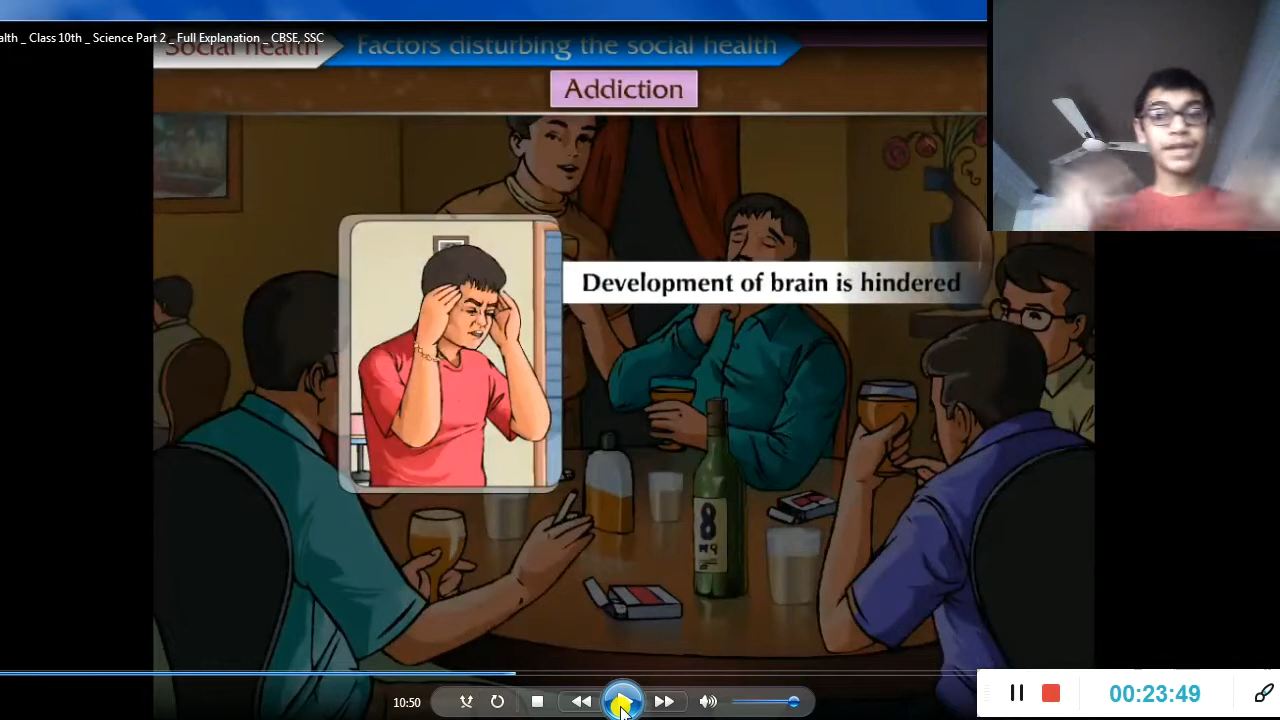 alth _ Class 10th _ Science Part 2 _ Full Explanation _ CBSE, SSC
Social health
Factors disturbing the social health
Addiction
Development of brain is hindered
8
10:50
00:23:49